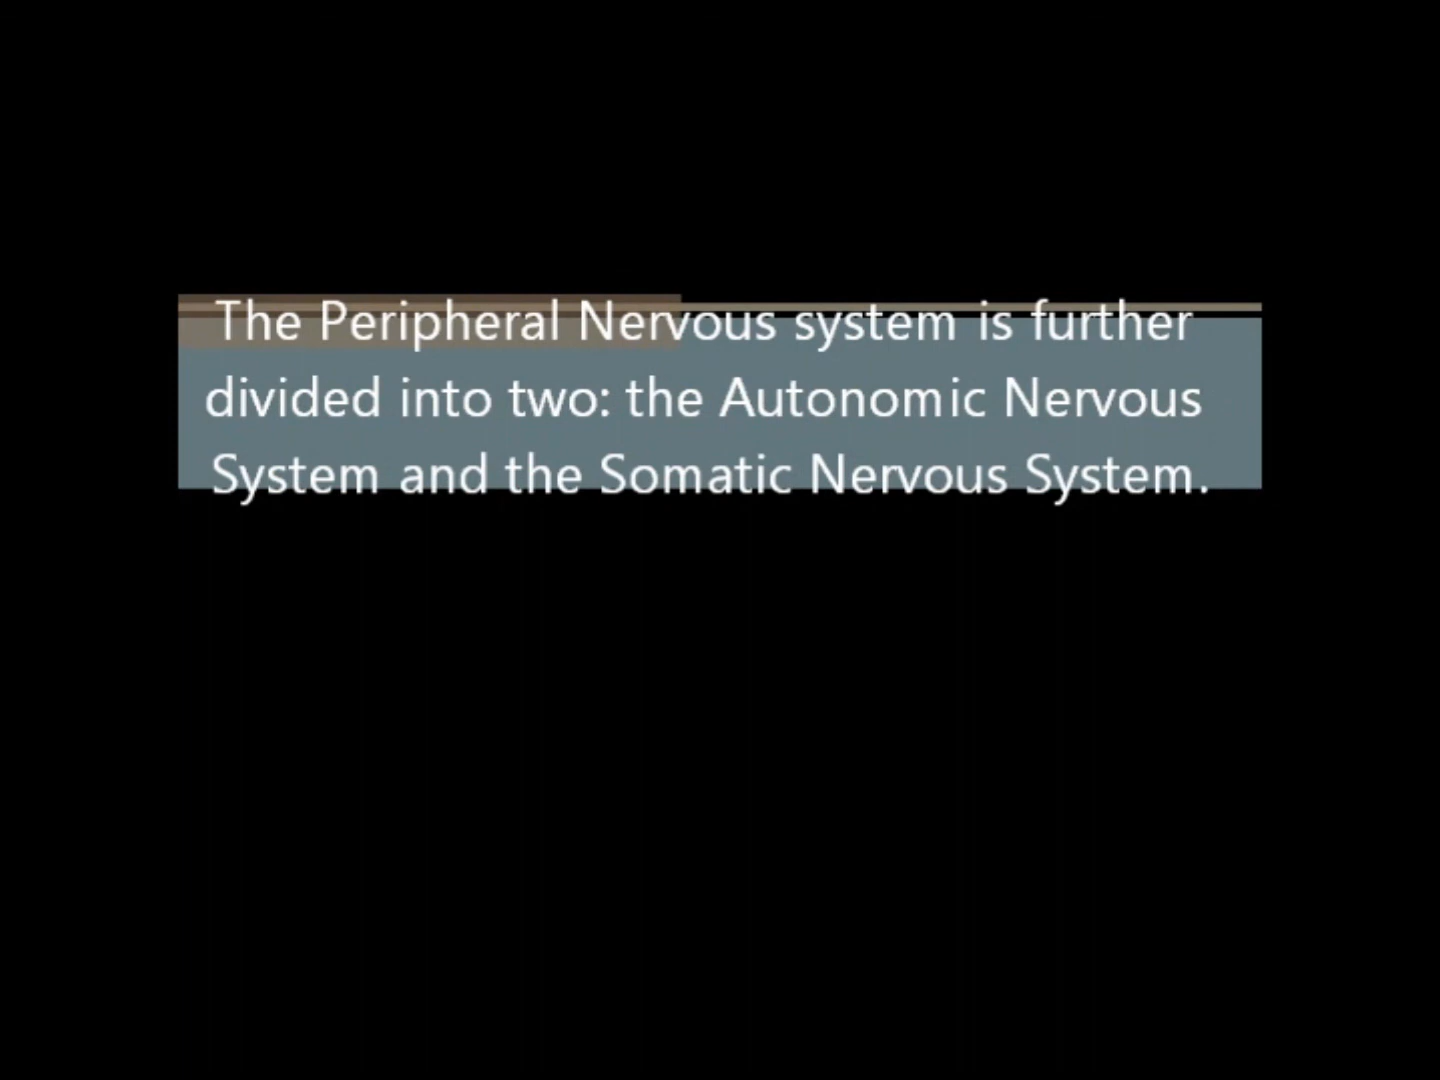 The Peripheral Nervous system is further
divided into two: the Autonomic Nervous
System and the Somatic Nervous System.